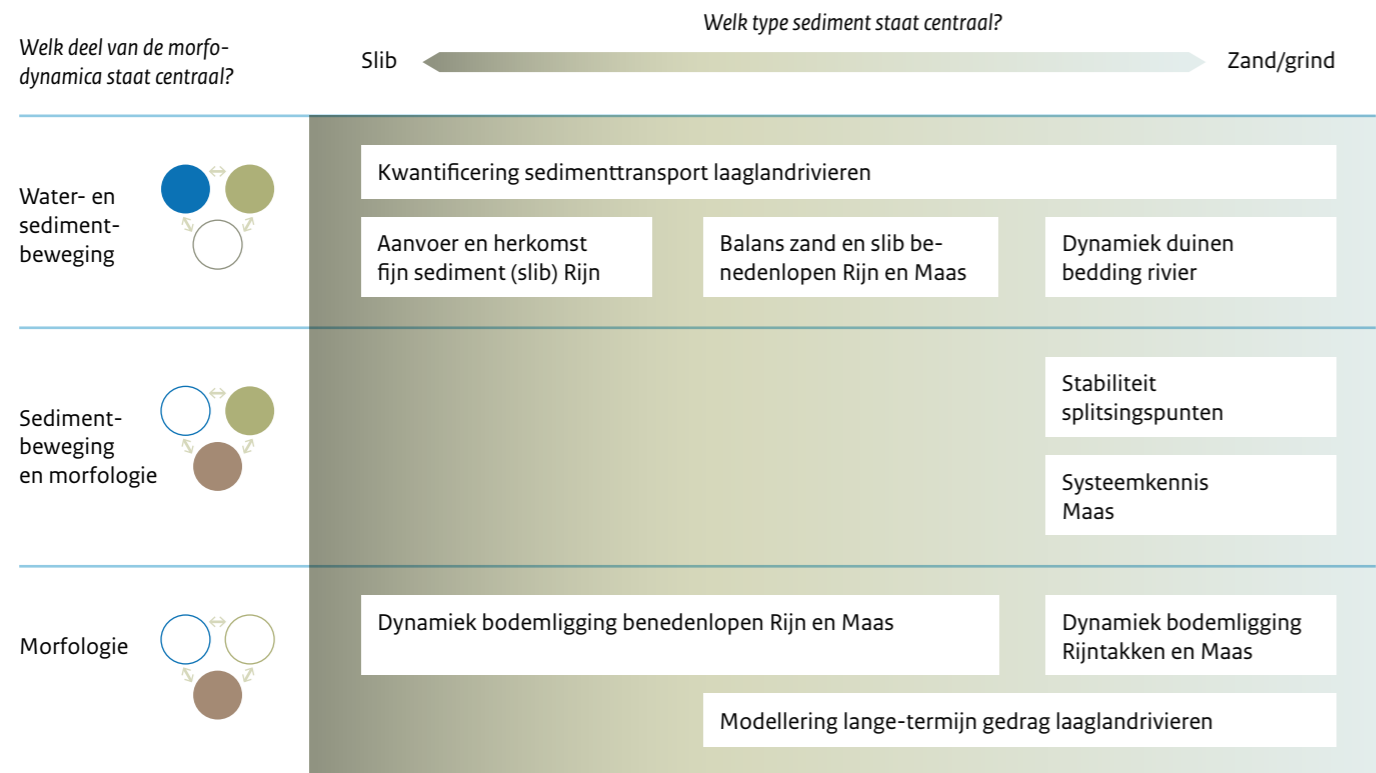 Welk type sediment staat centraal?
Welk deel van de morfo-
dynamica staat centraal?
Slib
Zand/grind
Water- en
sediment-
beweging
Kwantificering sedimenttransport laaglandrivieren
Aanvoer en herkomst
fijn sediment (slib) Rijn
Balans zand en slib be-
nedenlopen Rijn en Maas
Dynamiek duinen
bedding rivier
Sediment-
beweging
en morfologie
Stabiliteit
splitsingspunten
Systeemkennis
Maas
Morfologie
Dynamiek bodemligging benedenlopen Rijn en Maas
Dynamiek bodemligging
Rijntakken en Maas
Modellering lange-termijn gedrag laaglandrivieren